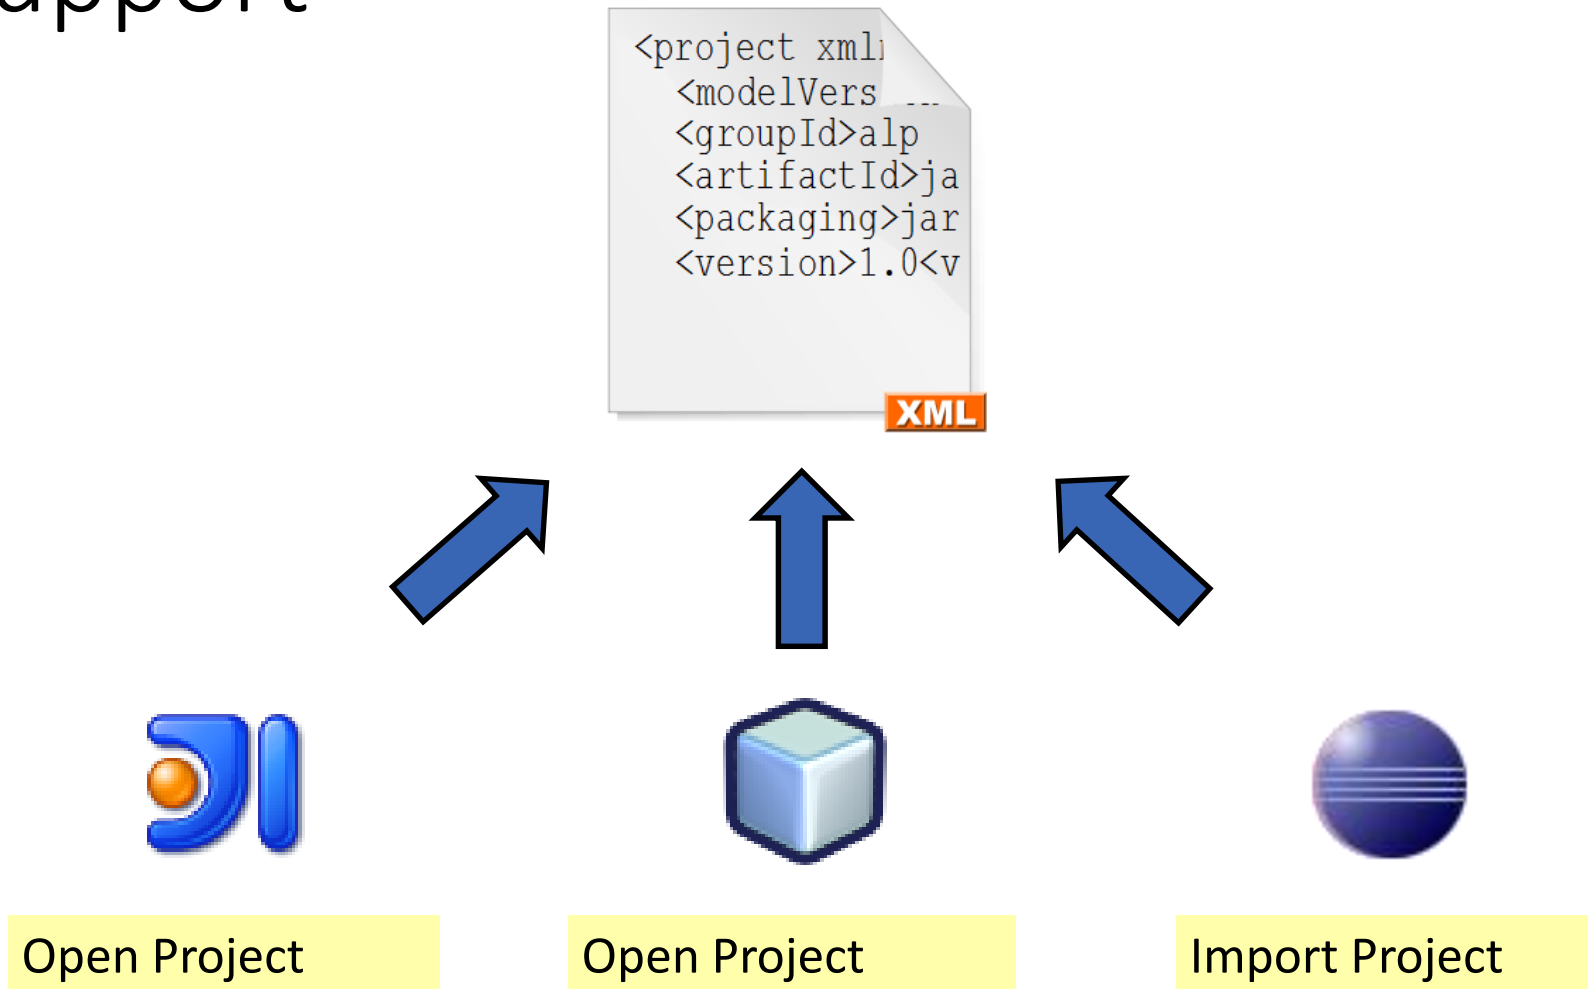 upport
<project xml
<modelVers
<groupId>alp
<artifactId>ja
<packaging>jar
<version>1.0<v
XML
Open Project
Open Project
Import Project